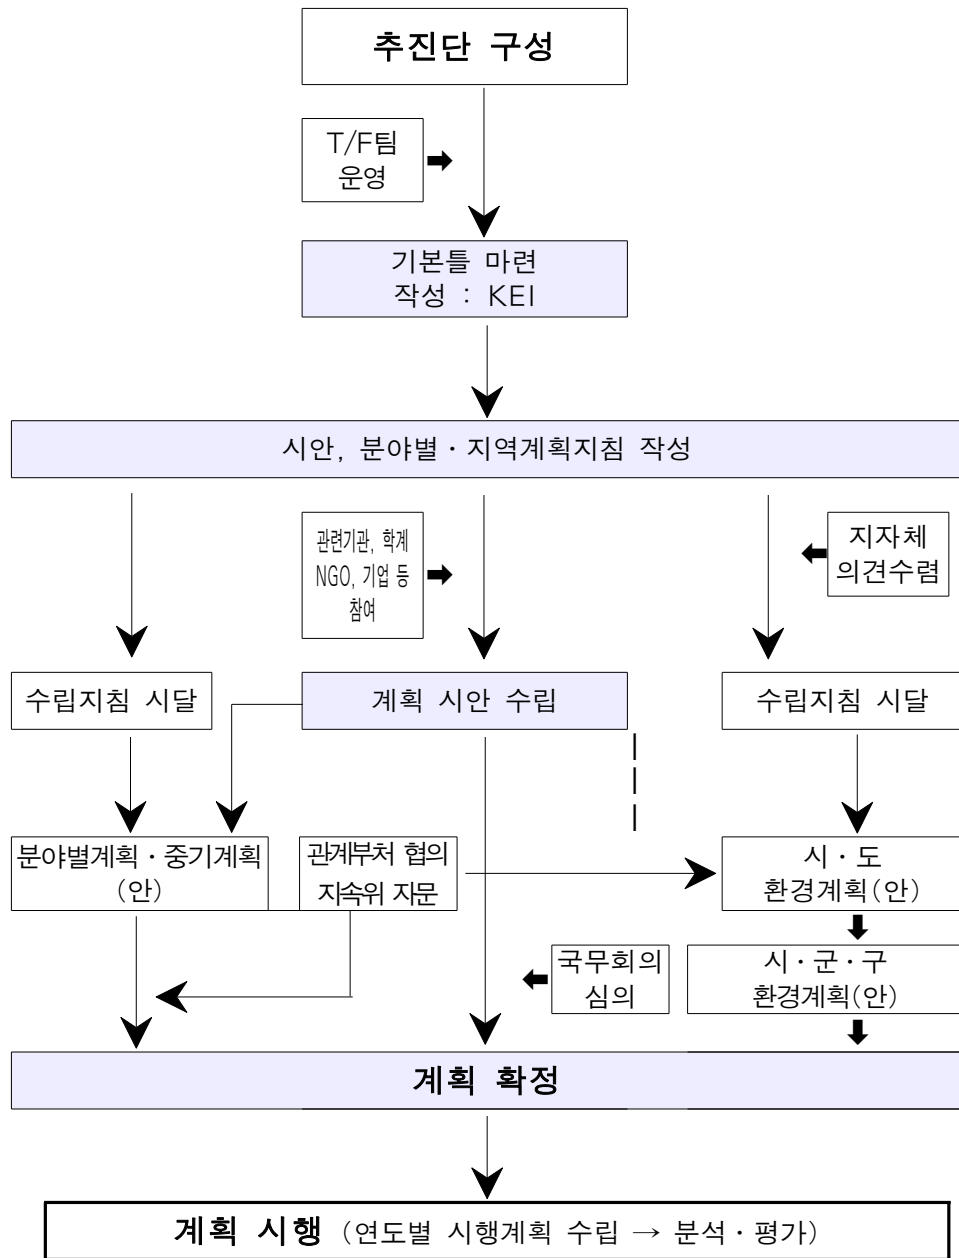 추진단 구성
T/F팀
운영
기본틀 마련
작성 : KEI
시안, 분야별 · 지역계획지침 작성
관련기관, 학계
NGO, 기업 등
참여
지자체
의견수렴
수립지침 시달
계획 시안 수립
수립지침 시달
분야별계획 · 중기계획
(안)
관계부처 협의
지속위 자문
시 · 도
환경계획(안)
국무회의
심의
시 · 군 · 구
환경계획(안)
계획 확정
계획 시행 (연도별 시행계획 수립 → 분석 · 평가)